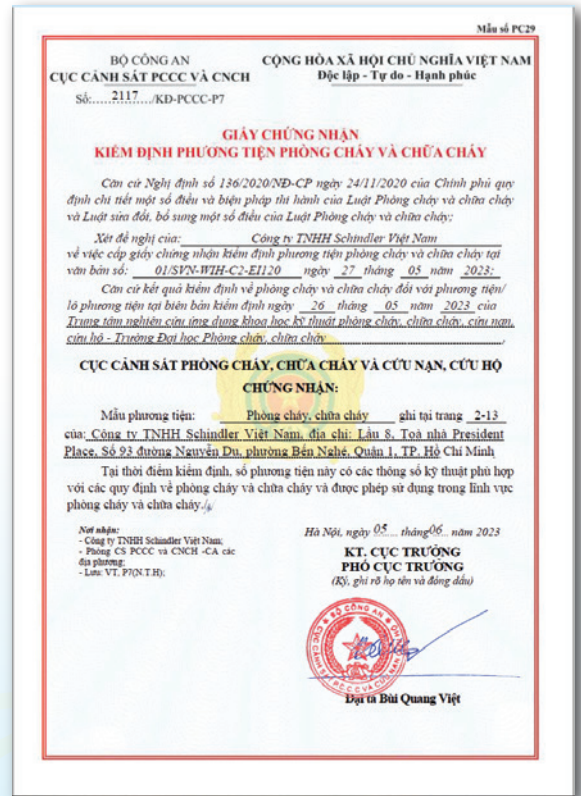 Mẫu số PC29
BỘ CÔNG AN
CỤC CẢNH SÁT PCCC VÀ CNCH
Số:.....2117..../KĐ-PCCC-P7
CỘNG HÒA XÃ HỘI CHỦ NGHĨA VIỆT NAM
Độc lập - Tự do - Hạnh phúc
GIẤY CHỨNG NHẬN
KIỂM ĐỊNH PHƯƠNG TIỆN PHÒNG CHÁY VÀ CHỮA CHÁY
Căn cứ Nghị định số 136/2020/NĐ-CP ngày 24/11/2020 của Chính phủ quy
định chi tiết một số điều và biện pháp thi hành của Luật Phòng cháy và chữa cháy
và Luật sửa đổi, bổ sung một số điều của Luật Phòng cháy và chữa cháy;
Xét đề nghị của: Công ty TNHH Schindler Việt Nam
về việc cấp giấy chứng nhận kiểm định phương tiện phòng cháy và chữa cháy tại
văn bản số: 01/SVN-WIH-C2-EI120 ngày 27 tháng 05 năm 2023;
Căn cứ kết quả kiểm định về phòng cháy và chữa cháy đối với phương tiện/
lô phương tiện tại biên bản kiểm định ngày 26 tháng 05 năm 2023 của
Trung tâm nghiên cứu ứng dụng khoa học kỹ thuật phòng cháy, chữa cháy, cứu nạn,
cứu hộ - Trường Đại học Phòng cháy, chữa cháy
CỤC CẢNH SÁT PHÒNG CHÁY, CHỮA CHÁY VÀ CỨU NẠN, CỨU HỘ
CHỨNG NHẬN:
Mẫu phương tiện: Phòng cháy, chữa cháy ghi tại trang 2-13
của: Công ty TNHH Schindler Việt Nam, địa chỉ: Lầu 8, Toà nhà President
Place, Số 93 đường Nguyễn Du, phường Bến Nghé, Quận 1, TP. Hồ Chí Minh
Tại thời điểm kiểm định, số phương tiện này có các thông số kỹ thuật phù hợp
với các quy định về phòng cháy và chữa cháy và được phép sử dụng trong lĩnh vực
phòng cháy và chữa cháy./.
Nơi nhận:
- Công ty TNHH Schindler Việt Nam;
- Phòng CS PCCC và CNCH -CA các
địa phương;
- Lưu: VT, P7(N.T.H);
Hà Nội, ngày 05.... tháng06.. năm 2023
KT. CỤC TRƯỞNG
PHÓ CỤC TRƯỞNG
(Ký, ghi rõ họ tên và đóng dấu)
BỘ CÔNG AN
Đại tá Bùi Quang Việt